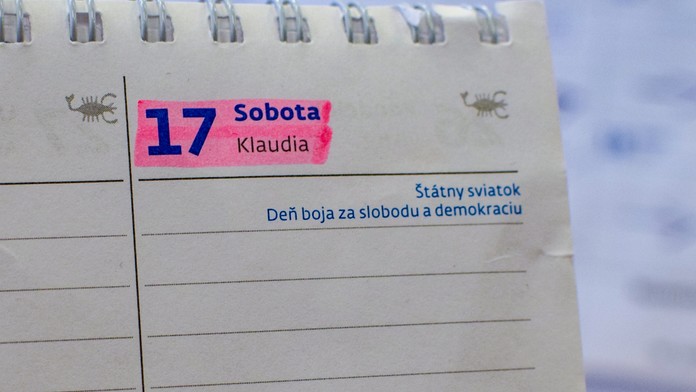 17 Sobota
Klaudia
Štátny sviatok
Deň boja za slobodu a demokraciu